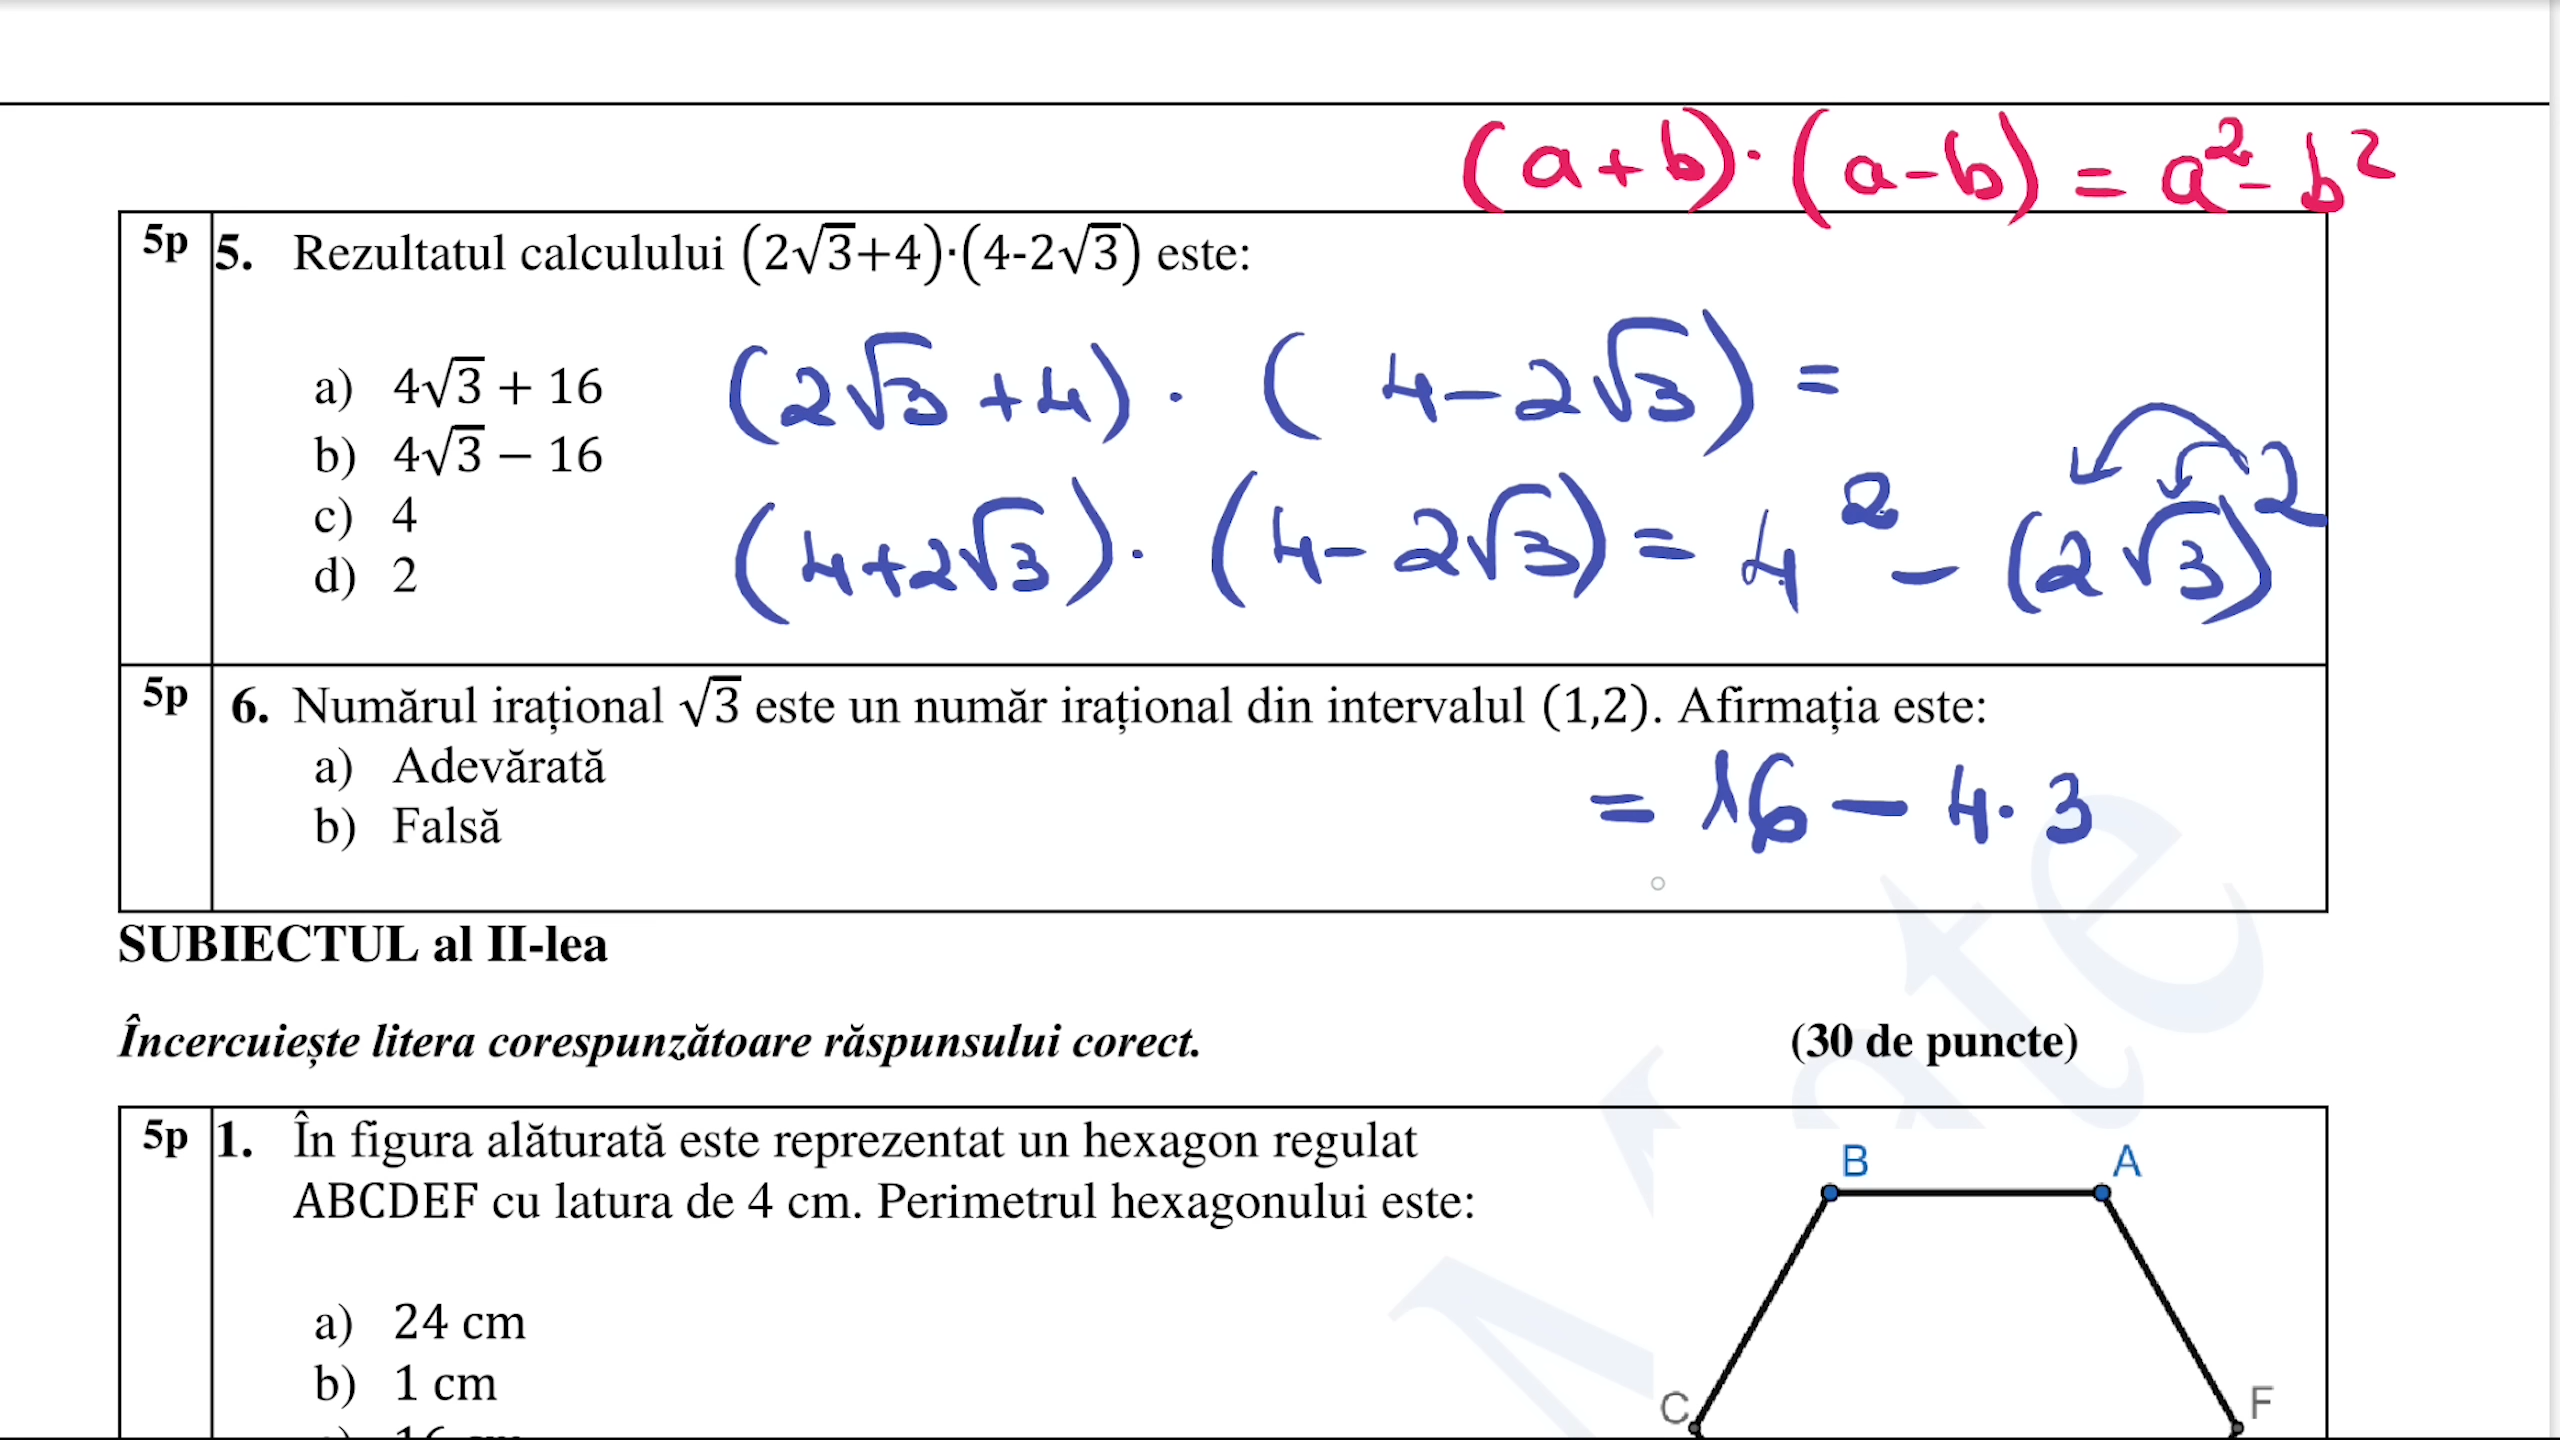 (a+b)·(a-b) = a²-b²
5p 5. Rezultatul calculului (2√3+4)·(4-2√3) este:
a) 4√3 + 16
b) 4√3 − 16
c) 4
d) 2
(2√3 +4) · (4-2√3) =
(4+2√3) · (4-2√3) = 4² - (2√3)²
5p 6. Numărul irațional √3 este un număr irațional din intervalul (1,2). Afirmația este:
a) Adevărată
b) Falsă
= 16 - 4·3
SUBIECTUL al II-lea
Încercuiește litera corespunzătoare răspunsului corect. (30 de puncte)
5p 1. În figura alăturată este reprezentat un hexagon regulat
ABCDEF cu latura de 4 cm. Perimetrul hexagonului este:
a) 24 cm
b) 1 cm
B A
C F
Mate